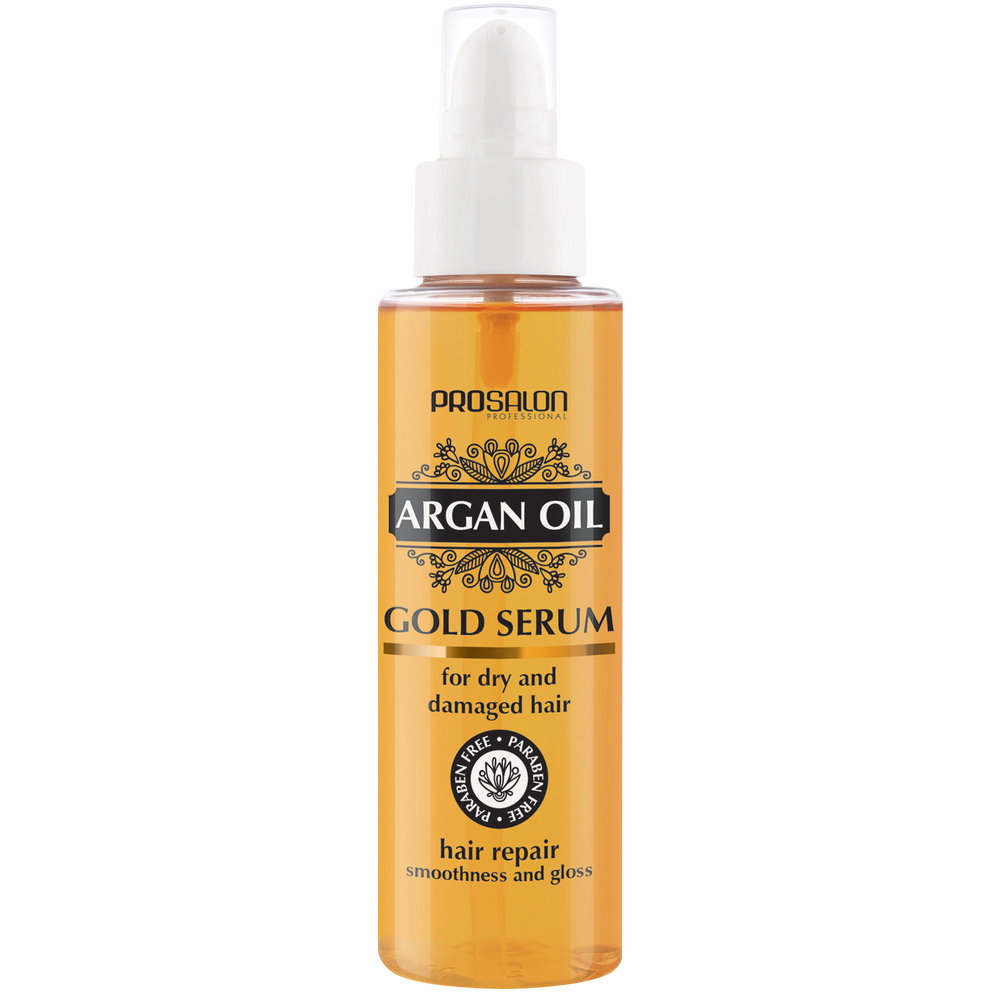 PROSALON
PROFESSIONAL
ARGAN OIL
GOLD SERUM
for dry and
damaged hair
PARABEN FREE • PARABEN FREE •
hair repair
smoothness and gloss